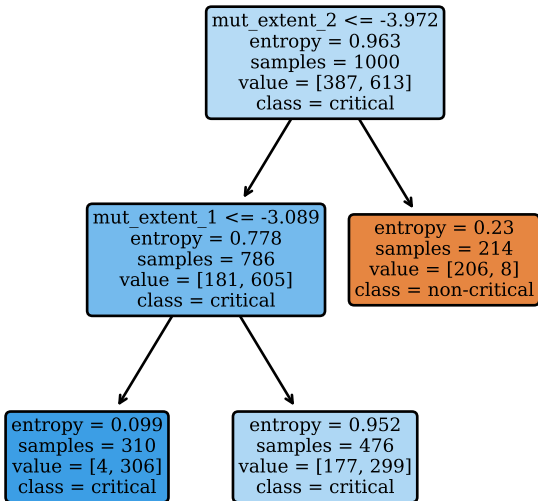 mut_extent_2 <= -3.972
entropy = 0.963
samples = 1000
value = [387, 613]
class = critical
mut_extent_1 <= -3.089
entropy = 0.778
samples = 786
value = [181, 605]
class = critical
entropy = 0.23
samples = 214
value = [206, 8]
class = non-critical
entropy = 0.099
samples = 310
value = [4, 306]
class = critical
entropy = 0.952
samples = 476
value = [177, 299]
class = critical